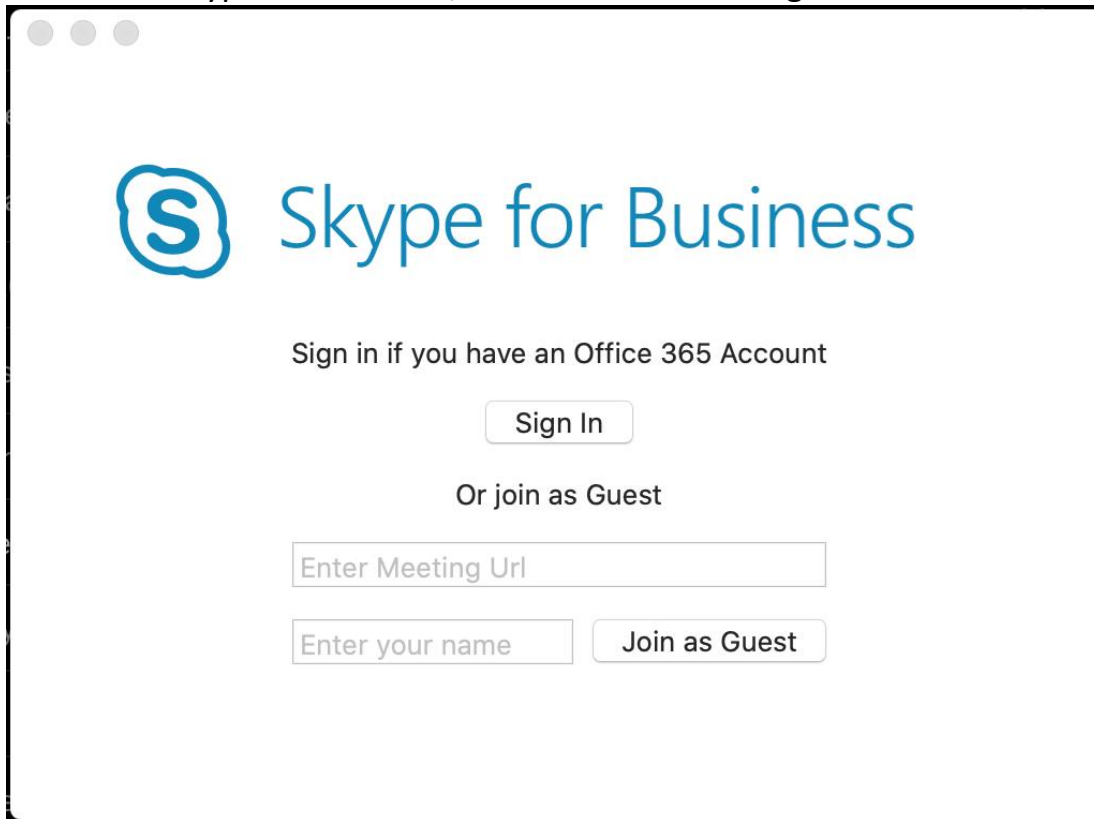 S Skype for Business
Sign in if you have an Office 365 Account
Sign In
Or join as Guest
Enter Meeting Url
Enter your name Join as Guest